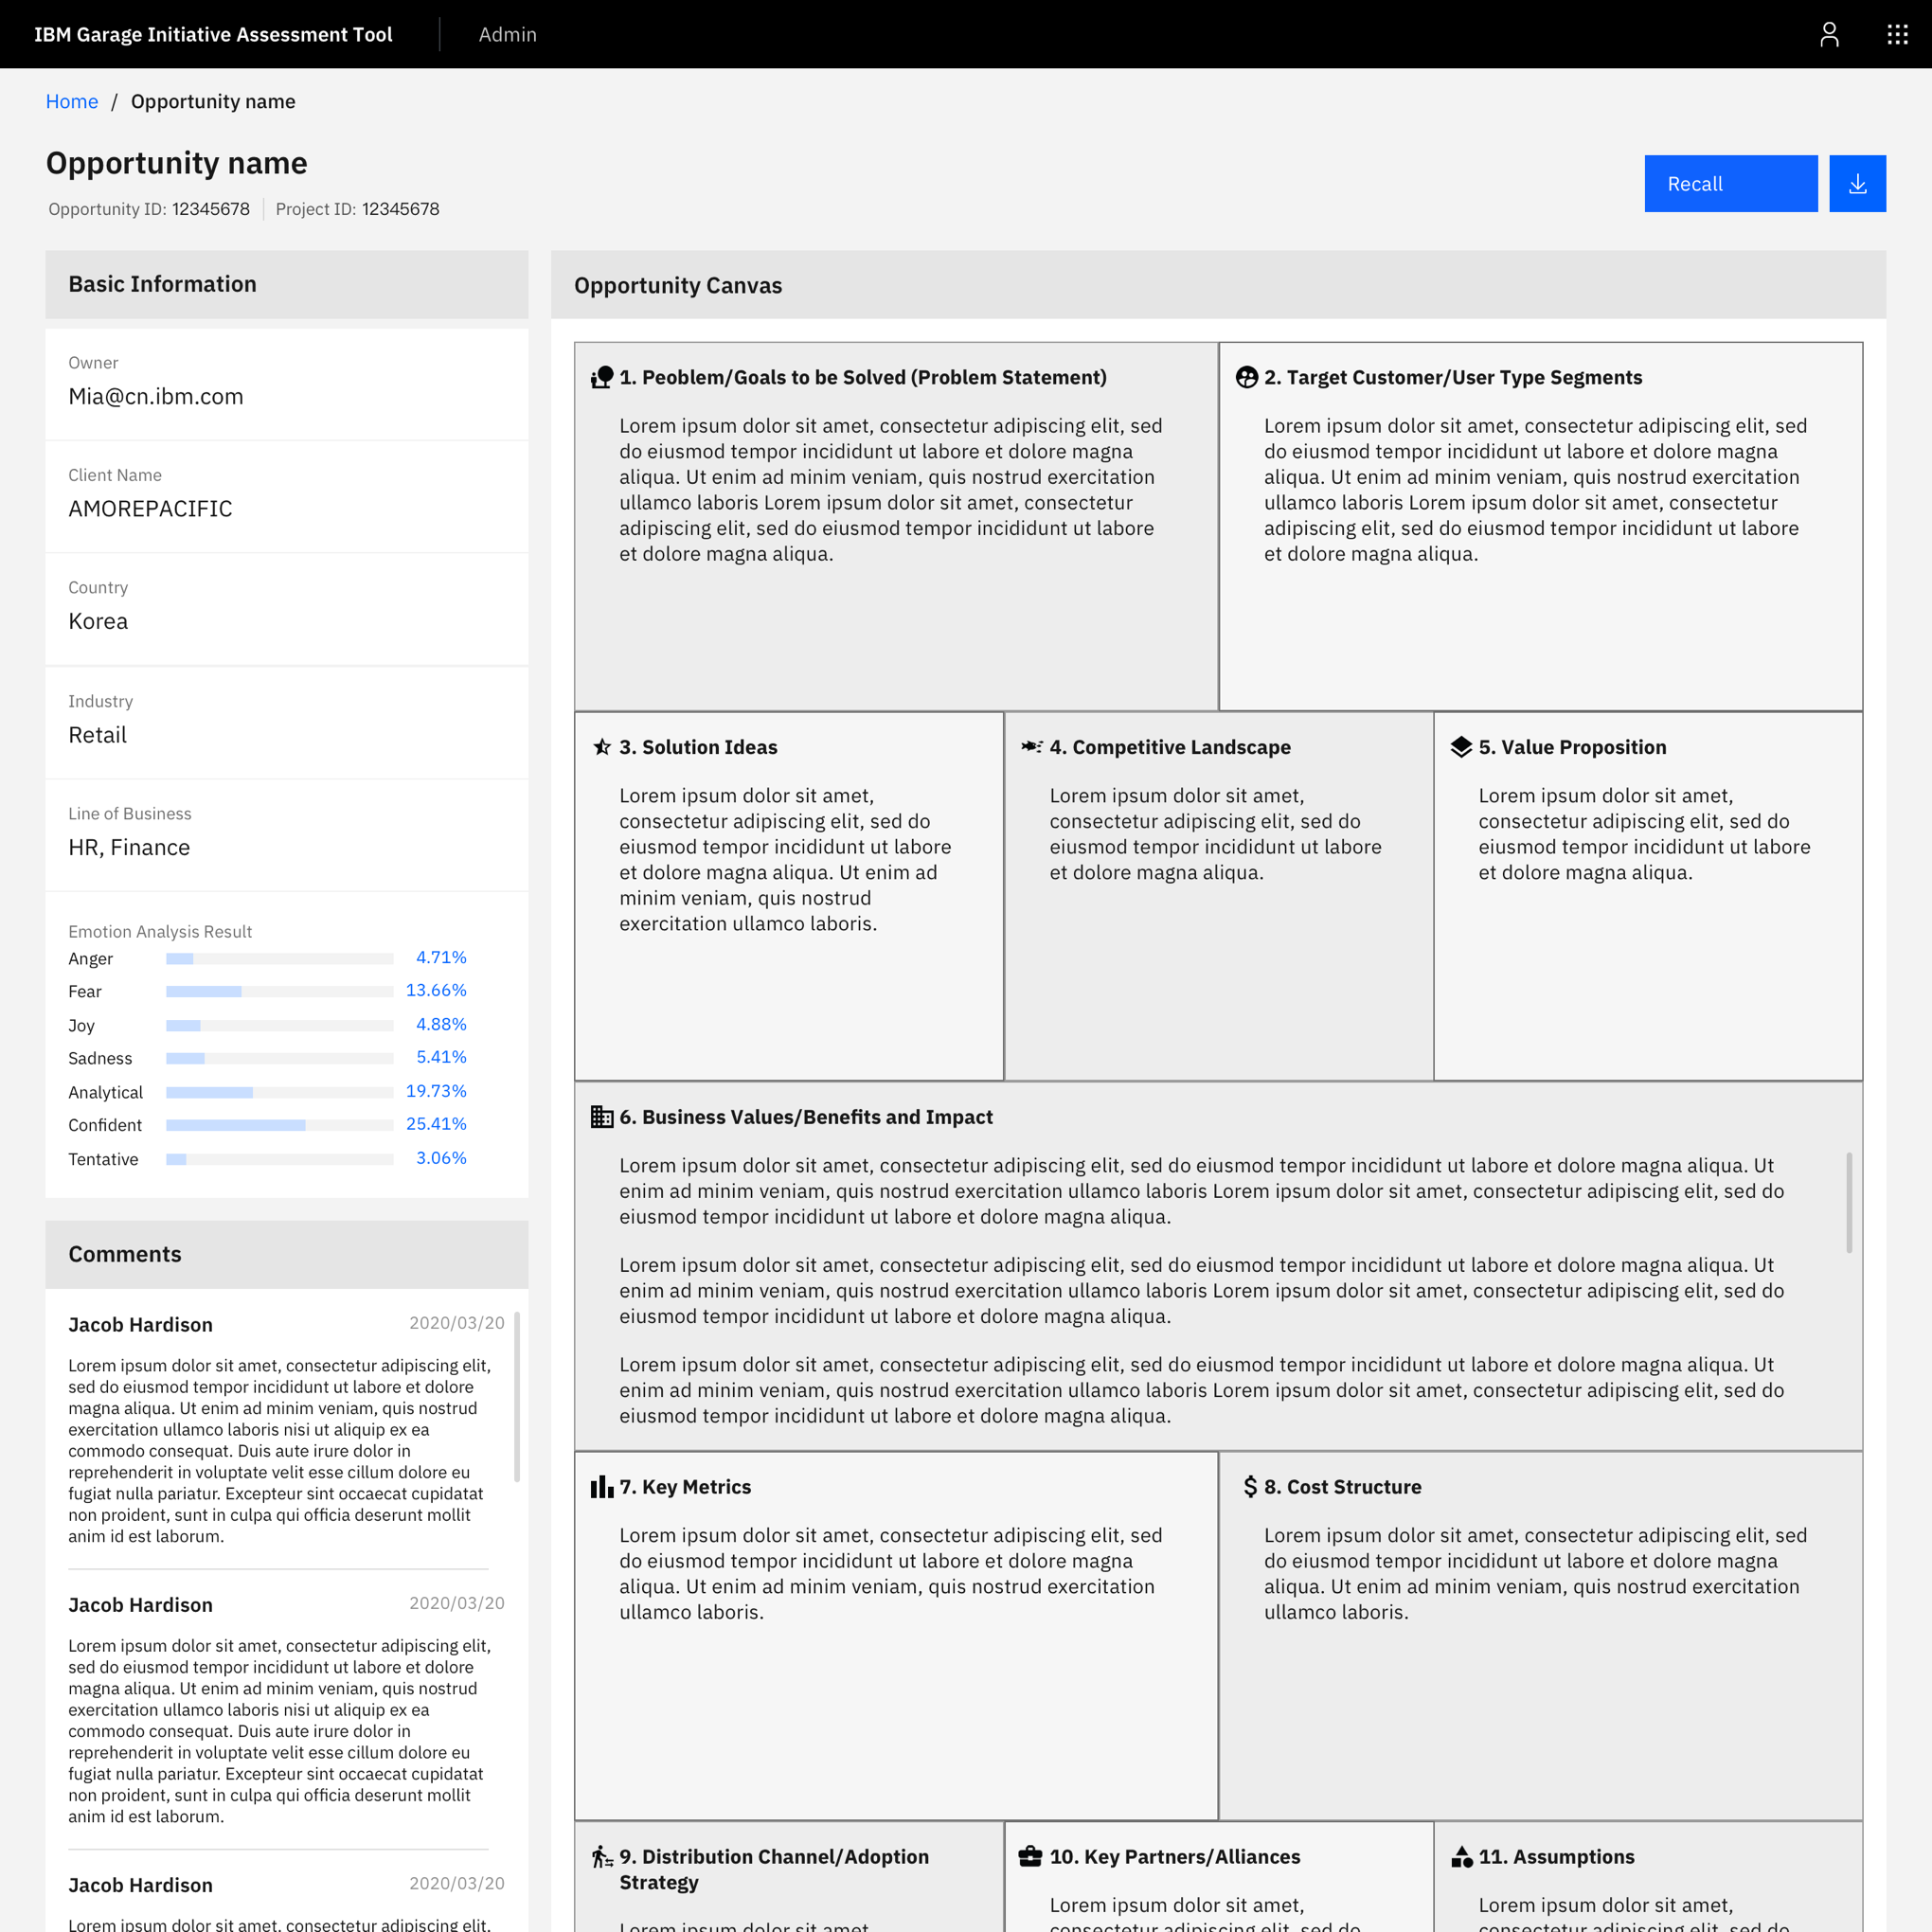 IBM Garage Initiative Assessment Tool
Admin
Home / Opportunity name
Opportunity name
Opportunity ID: 12345678
Project ID: 12345678
Recall
Basic Information
Owner
Mia@cn.ibm.com
Client Name
AMOREPACIFIC
Country
Korea
Industry
Retail
Line of Business
HR, Finance
Emotion Analysis Result
Anger 4.71%
Fear 13.66%
Joy 4.88%
Sadness 5.41%
Analytical 19.73%
Confident 25.41%
Tentative 3.06%
Comments
Jacob Hardison 2020/03/20
Lorem ipsum dolor sit amet, consectetur adipiscing elit,
sed do eiusmod tempor incididunt ut labore et dolore
magna aliqua. Ut enim ad minim veniam, quis nostrud
exercitation ullamco laboris nisi ut aliquip ex ea
commodo consequat. Duis aute irure dolor in
reprehenderit in voluptate velit esse cillum dolore eu
fugiat nulla pariatur. Excepteur sint occaecat cupidatat
non proident, sunt in culpa qui officia deserunt mollit
anim id est laborum.
Jacob Hardison 2020/03/20
Lorem ipsum dolor sit amet, consectetur adipiscing elit,
sed do eiusmod tempor incididunt ut labore et dolore
magna aliqua. Ut enim ad minim veniam, quis nostrud
exercitation ullamco laboris nisi ut aliquip ex ea
commodo consequat. Duis aute irure dolor in
reprehenderit in voluptate velit esse cillum dolore eu
fugiat nulla pariatur. Excepteur sint occaecat cupidatat
non proident, sunt in culpa qui officia deserunt mollit
anim id est laborum.
Jacob Hardison 2020/03/20
Lorem ipsum dolor sit amet, consectetur adipiscing elit,
Opportunity Canvas
1. Peoblem/Goals to be Solved (Problem Statement)
Lorem ipsum dolor sit amet, consectetur adipiscing elit, sed
do eiusmod tempor incididunt ut labore et dolore magna
aliqua. Ut enim ad minim veniam, quis nostrud exercitation
ullamco laboris Lorem ipsum dolor sit amet, consectetur
adipiscing elit, sed do eiusmod tempor incididunt ut labore
et dolore magna aliqua.
2. Target Customer/User Type Segments
Lorem ipsum dolor sit amet, consectetur adipiscing elit, sed
do eiusmod tempor incididunt ut labore et dolore magna
aliqua. Ut enim ad minim veniam, quis nostrud exercitation
ullamco laboris Lorem ipsum dolor sit amet, consectetur
adipiscing elit, sed do eiusmod tempor incididunt ut labore
et dolore magna aliqua.
3. Solution Ideas
Lorem ipsum dolor sit amet,
consectetur adipiscing elit, sed do
eiusmod tempor incididunt ut labore
et dolore magna aliqua. Ut enim ad
minim veniam, quis nostrud
exercitation ullamco laboris.
4. Competitive Landscape
Lorem ipsum dolor sit amet,
consectetur adipiscing elit, sed do
eiusmod tempor incididunt ut labore
et dolore magna aliqua.
5. Value Proposition
Lorem ipsum dolor sit amet,
consectetur adipiscing elit, sed do
eiusmod tempor incididunt ut labore
et dolore magna aliqua.
6. Business Values/Benefits and Impact
Lorem ipsum dolor sit amet, consectetur adipiscing elit, sed do eiusmod tempor incididunt ut labore et dolore magna aliqua. Ut
enim ad minim veniam, quis nostrud exercitation ullamco laboris Lorem ipsum dolor sit amet, consectetur adipiscing elit, sed do
eiusmod tempor incididunt ut labore et dolore magna aliqua.
Lorem ipsum dolor sit amet, consectetur adipiscing elit, sed do eiusmod tempor incididunt ut labore et dolore magna aliqua. Ut
enim ad minim veniam, quis nostrud exercitation ullamco laboris Lorem ipsum dolor sit amet, consectetur adipiscing elit, sed do
eiusmod tempor incididunt ut labore et dolore magna aliqua.
Lorem ipsum dolor sit amet, consectetur adipiscing elit, sed do eiusmod tempor incididunt ut labore et dolore magna aliqua. Ut
enim ad minim veniam, quis nostrud exercitation ullamco laboris Lorem ipsum dolor sit amet, consectetur adipiscing elit, sed do
eiusmod tempor incididunt ut labore et dolore magna aliqua.
7. Key Metrics
Lorem ipsum dolor sit amet, consectetur adipiscing elit, sed
do eiusmod tempor incididunt ut labore et dolore magna
aliqua. Ut enim ad minim veniam, quis nostrud exercitation
ullamco laboris.
8. Cost Structure
Lorem ipsum dolor sit amet, consectetur adipiscing elit, sed
do eiusmod tempor incididunt ut labore et dolore magna
aliqua. Ut enim ad minim veniam, quis nostrud exercitation
ullamco laboris.
9. Distribution Channel/Adoption
Strategy
Lorem ipsum dolor sit amet,
10. Key Partners/Alliances
Lorem ipsum dolor sit amet,
consectetur adipiscing elit, sed do
11. Assumptions
Lorem ipsum dolor sit amet,
consectetur adipiscing elit, sed do